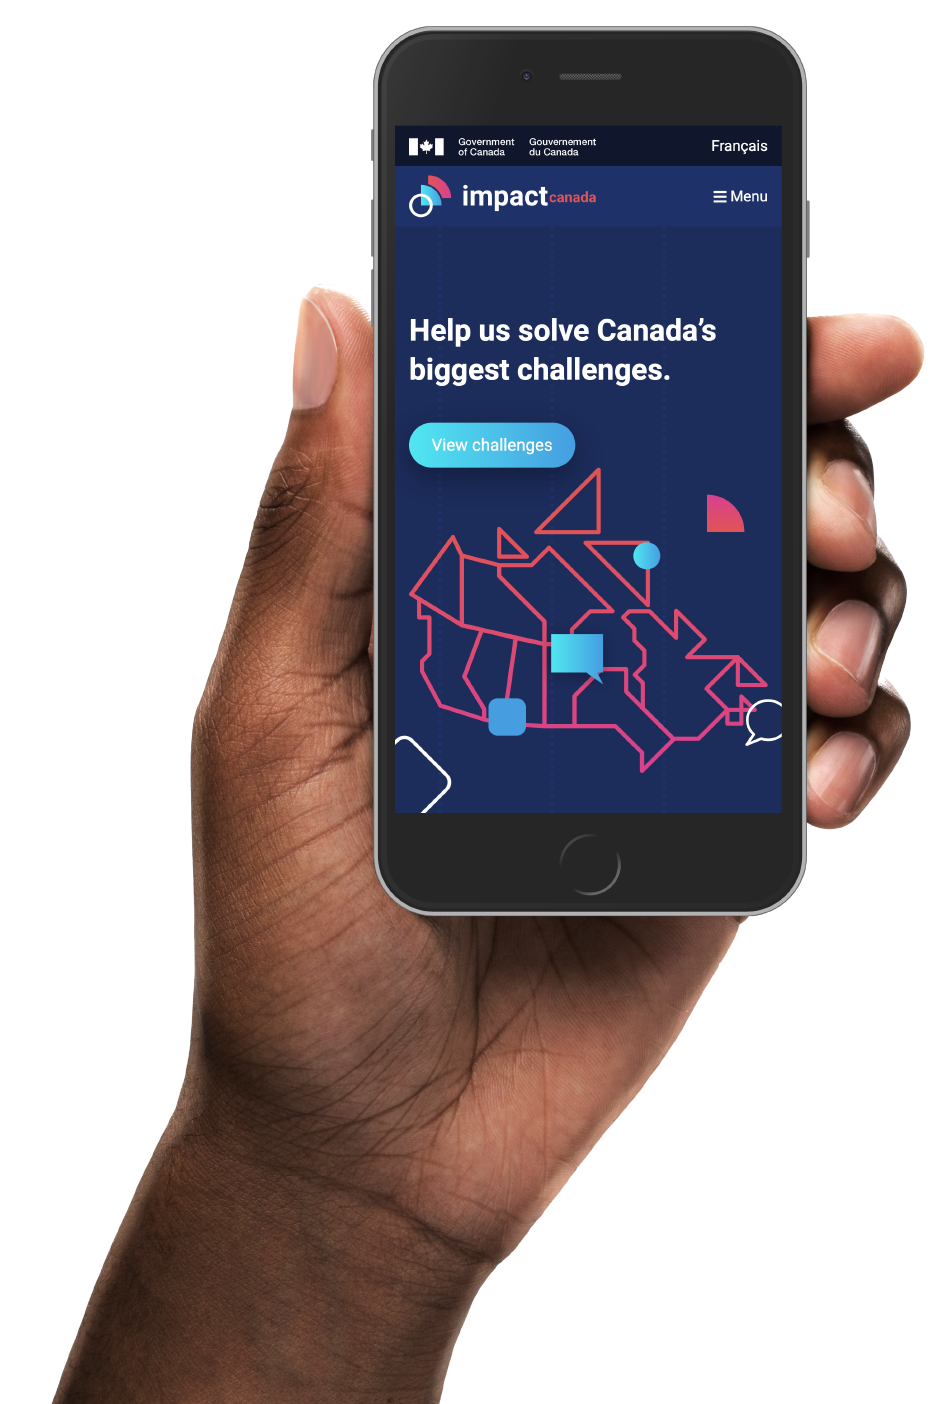 Government of Canada
Gouvernement du Canada
Français
impactcanada
Menu
Help us solve Canada’s
biggest challenges.
View challenges